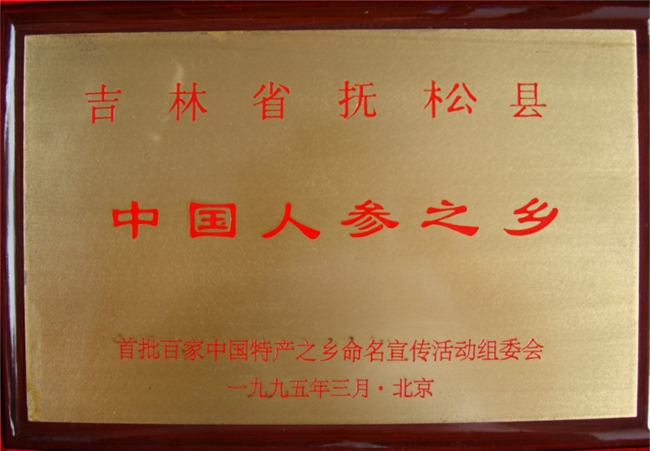 吉林省抚松县
中国人参之乡
首批百家中国特产之乡命名宣传活动组委会
一九九五年三月·北京